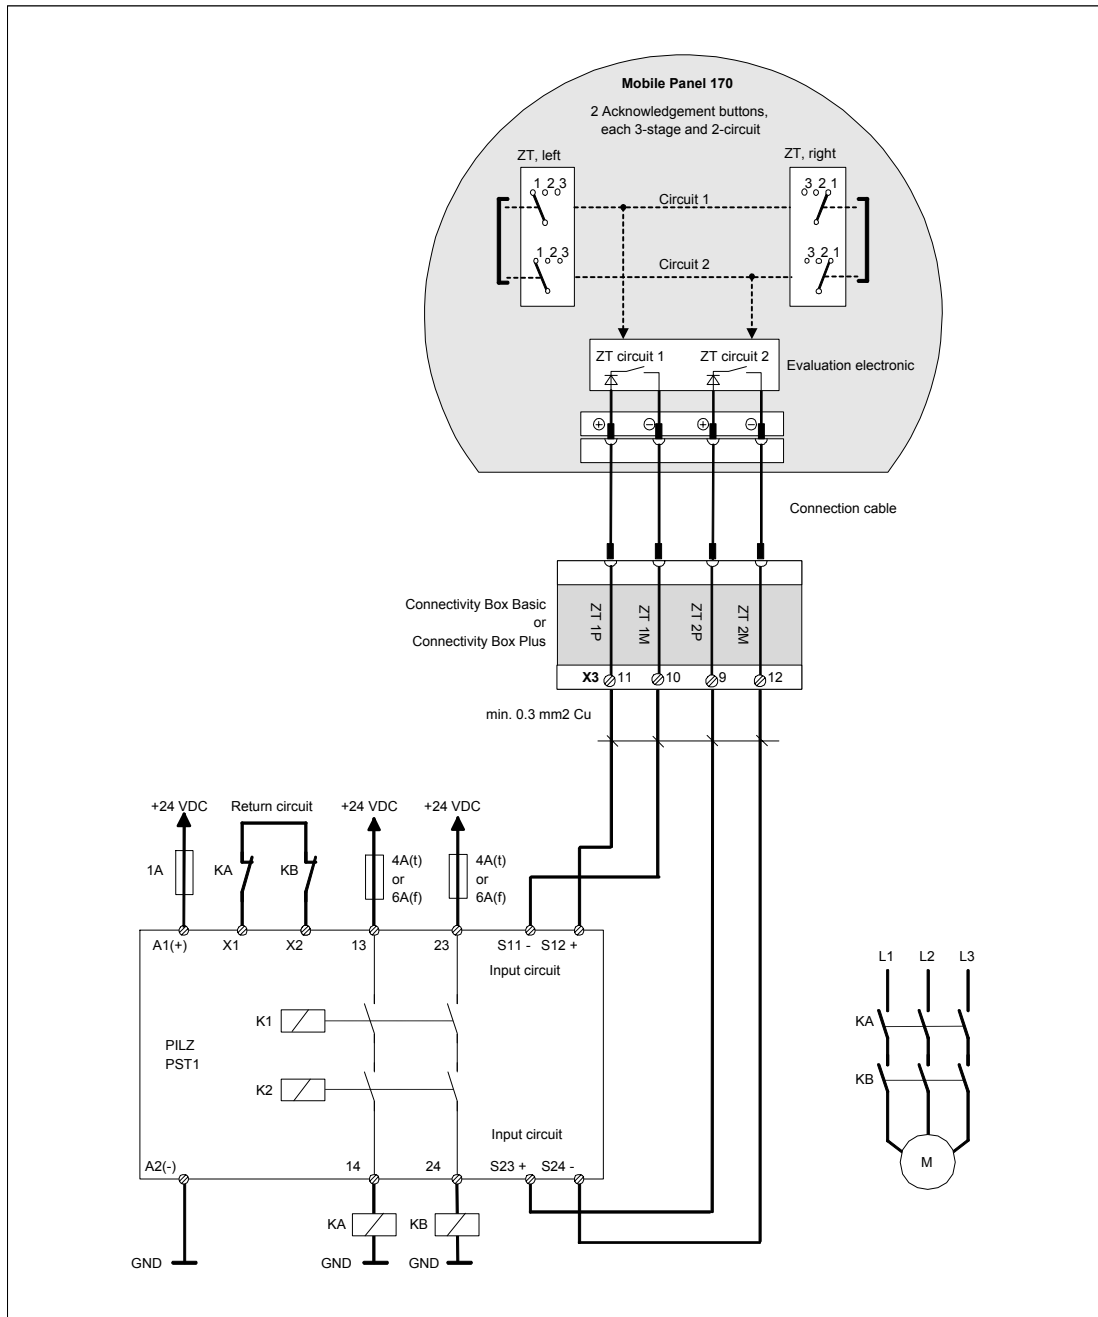 Mobile Panel 170
2 Acknowledgement buttons,
each 3-stage and 2-circuit
ZT, left
ZT, right
1 2 3
3 2 1
Circuit 1
1 2 3
3 2 1
Circuit 2
ZT circuit 1
ZT circuit 2
Evaluation electronic
+ - + -
Connection cable
Connectivity Box Basic
or
Connectivity Box Plus
ZT 1P
ZT 1M
ZT 2P
ZT 2M
X3 11 10 9 12
min. 0.3 mm2 Cu
+24 VDC
Return circuit
+24 VDC
+24 VDC
1A
KA
KB
4A(t)
or
6A(f)
4A(t)
or
6A(f)
A1(+)
X1
X2
13
23
S11 -
S12 +
Input circuit
L1 L2 L3
K1
KA
PILZ
PST1
K2
KB
Input circuit
A2(-)
14
24
S23 +
S24 -
M
KA
KB
GND
GND
GND